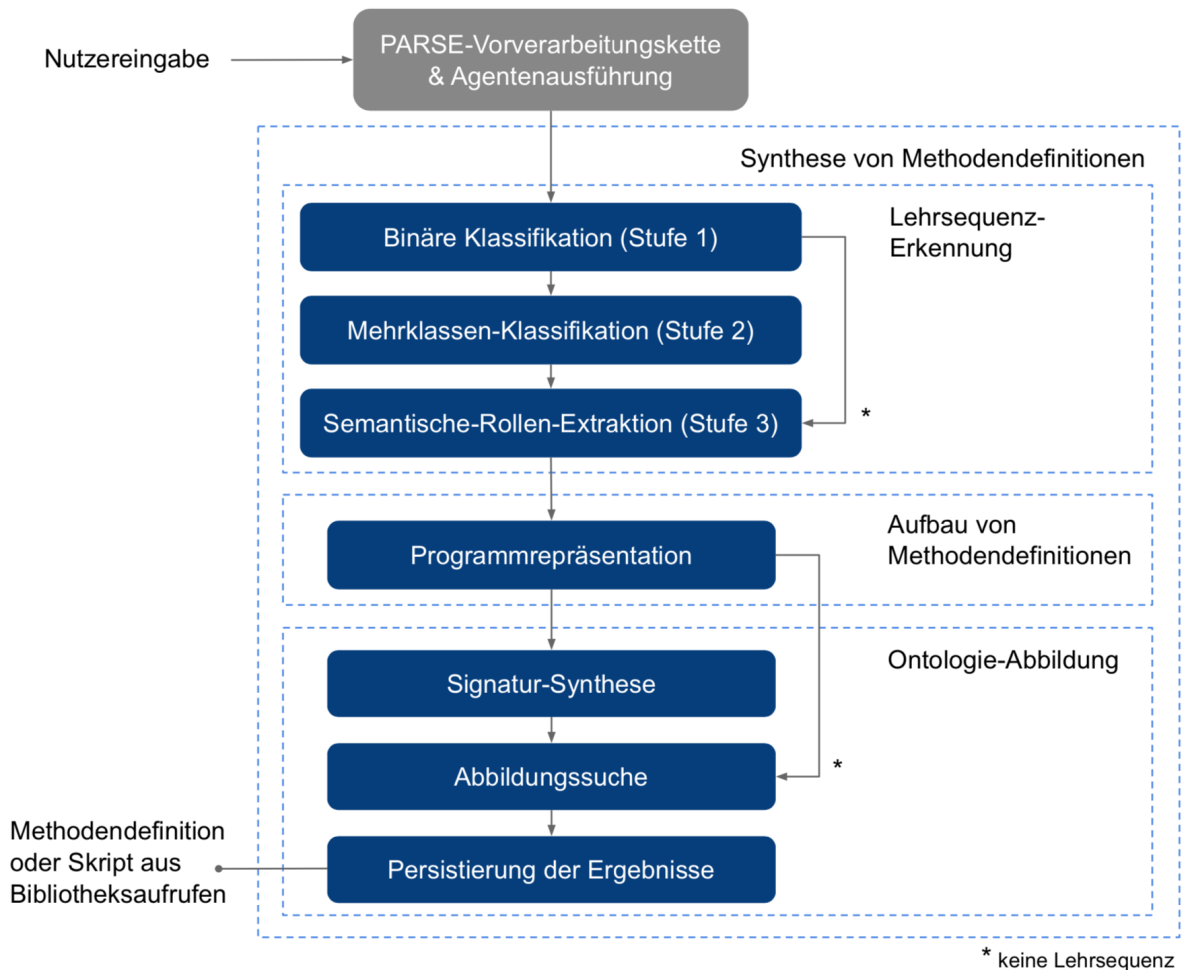 PARSE-Vorverarbeitungskette
& Agentenausführung
Nutzereingabe
Synthese von Methodendefinitionen
Lehrsequenz-
Erkennung
Binäre Klassifikation (Stufe 1)
Mehrklassen-Klassifikation (Stufe 2)
Semantische-Rollen-Extraktion (Stufe 3)
*
Aufbau von
Methodendefinitionen
Programmrepräsentation
Ontologie-Abbildung
Signatur-Synthese
Abbildungssuche
*
Persistierung der Ergebnisse
Methodendefinition
oder Skript aus
Bibliotheksaufrufen
* keine Lehrsequenz